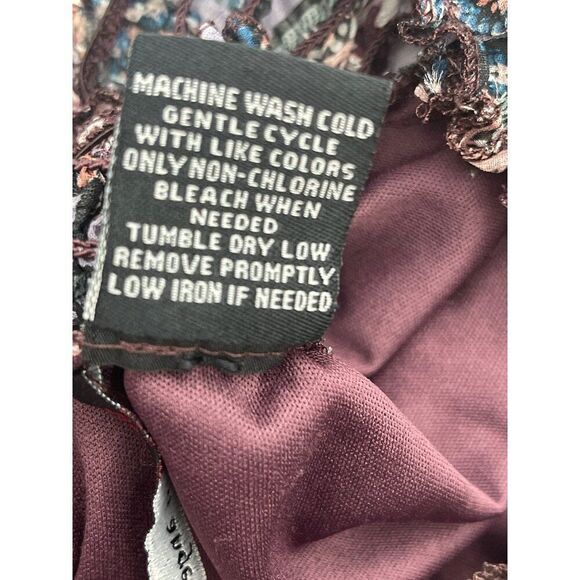 MACHINE WASH COLD
GENTLE CYCLE
WITH LIKE COLORS
ONLY NON-CHLORINE
BLEACH WHEN
NEEDED
TUMBLE DRY LOW
REMOVE PROMPTLY
LOW IRON IF NEEDED